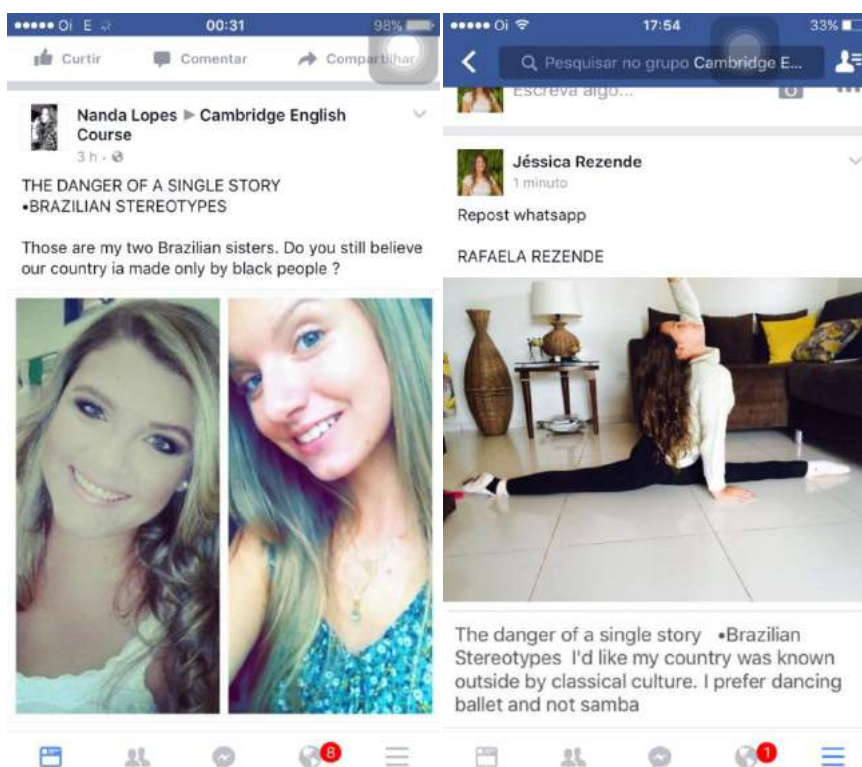 Oi E
00:31
98%
Curtir
Comentar
Compartilhar
Nanda Lopes ▶ Cambridge English
Course
3 h ·
THE DANGER OF A SINGLE STORY
•BRAZILIAN STEREOTYPES
Those are my two Brazilian sisters. Do you still believe
our country ia made only by black people ?
8
Oi
17:54
33%
Pesquisar no grupo Cambridge E...
Escreva algo...
Jéssica Rezende
1 minuto
Repost whatsapp
RAFAELA REZENDE
The danger of a single story •Brazilian
Stereotypes I'd like my country was known
outside by classical culture. I prefer dancing
ballet and not samba
1